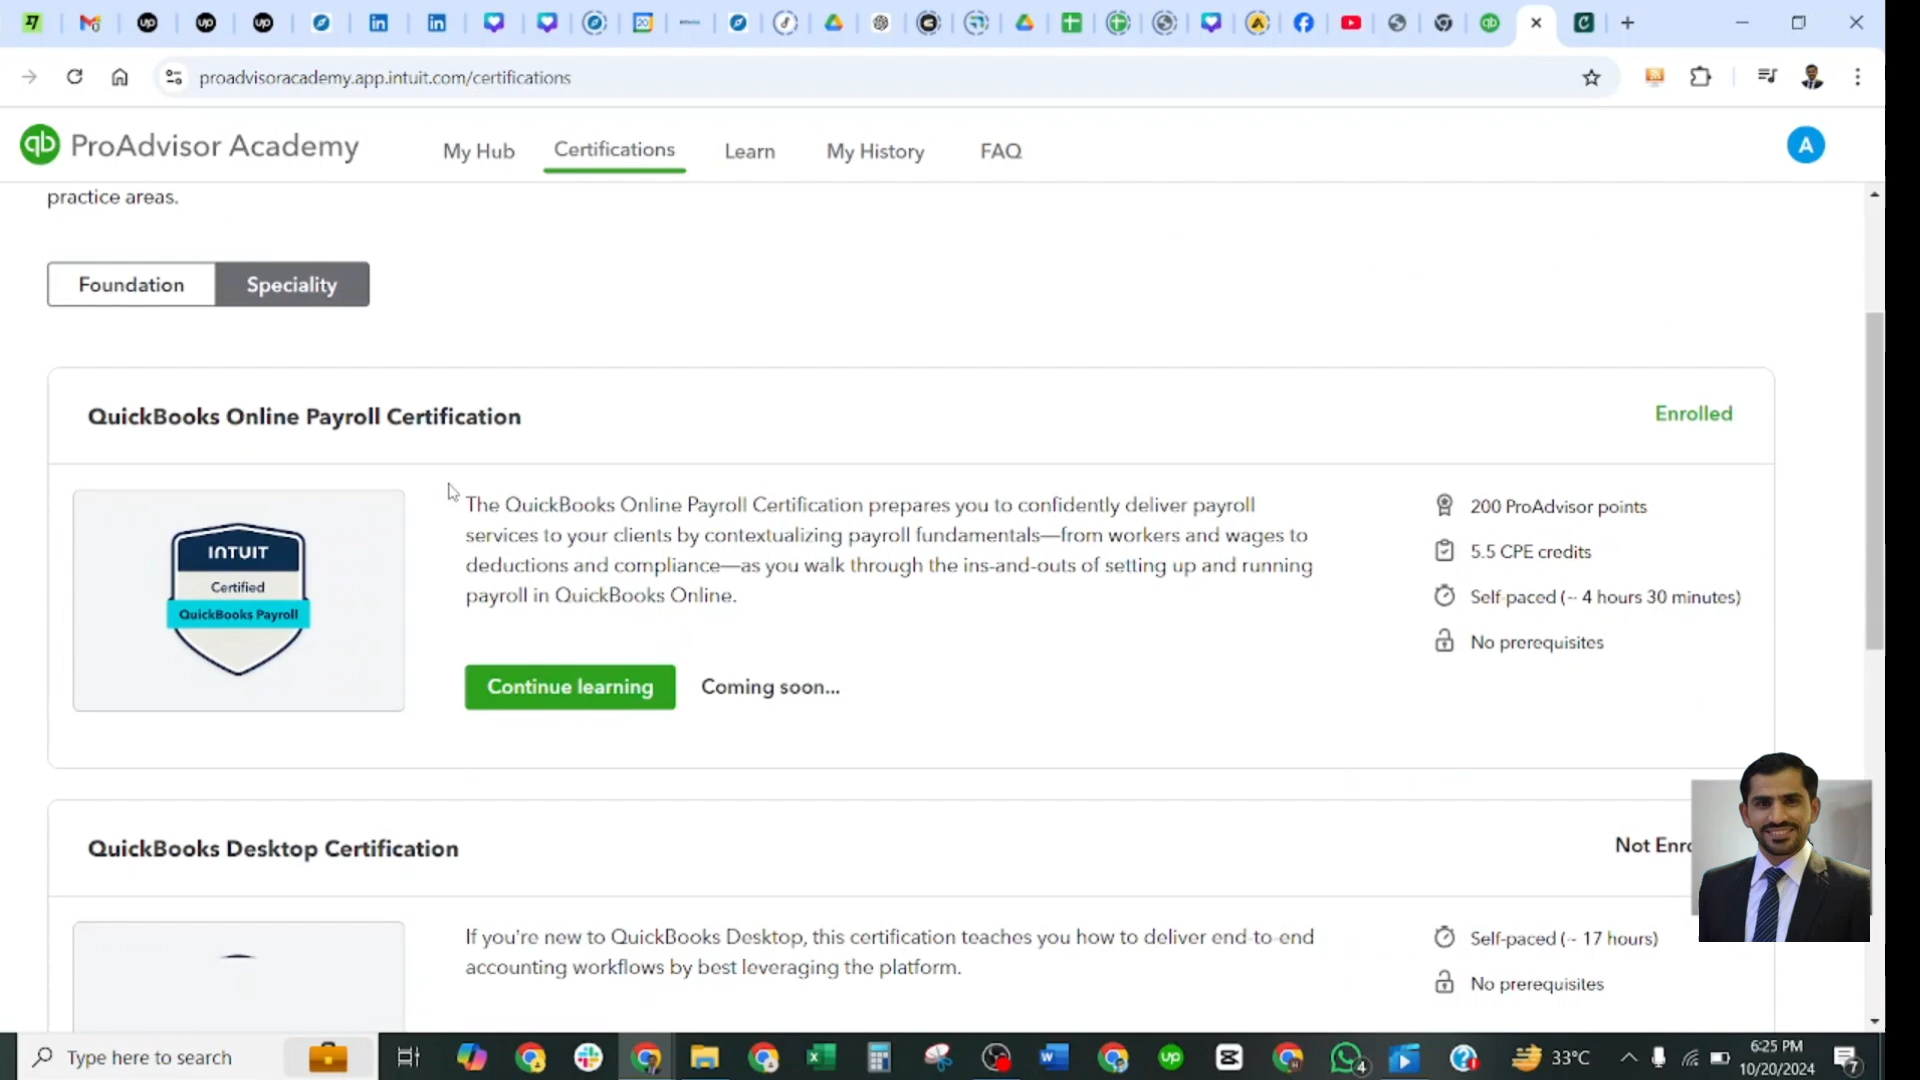 proadvisoracademy.app.intuit.com/certifications
qb ProAdvisor Academy
My Hub
Certifications
Learn
My History
FAQ
A
practice areas.
Foundation
Speciality
QuickBooks Online Payroll Certification
Enrolled
INTUIT
Certified
QuickBooks Payroll
The QuickBooks Online Payroll Certification prepares you to confidently deliver payroll
services to your clients by contextualizing payroll fundamentals—from workers and wages to
deductions and compliance—as you walk through the ins-and-outs of setting up and running
payroll in QuickBooks Online.
200 ProAdvisor points
5.5 CPE credits
Self-paced (~ 4 hours 30 minutes)
No prerequisites
Continue learning
Coming soon...
QuickBooks Desktop Certification
Not Enro
If you're new to QuickBooks Desktop, this certification teaches you how to deliver end-to-end
accounting workflows by best leveraging the platform.
Self-paced (~ 17 hours)
No prerequisites
Type here to search
33°C
6:25 PM
10/20/2024